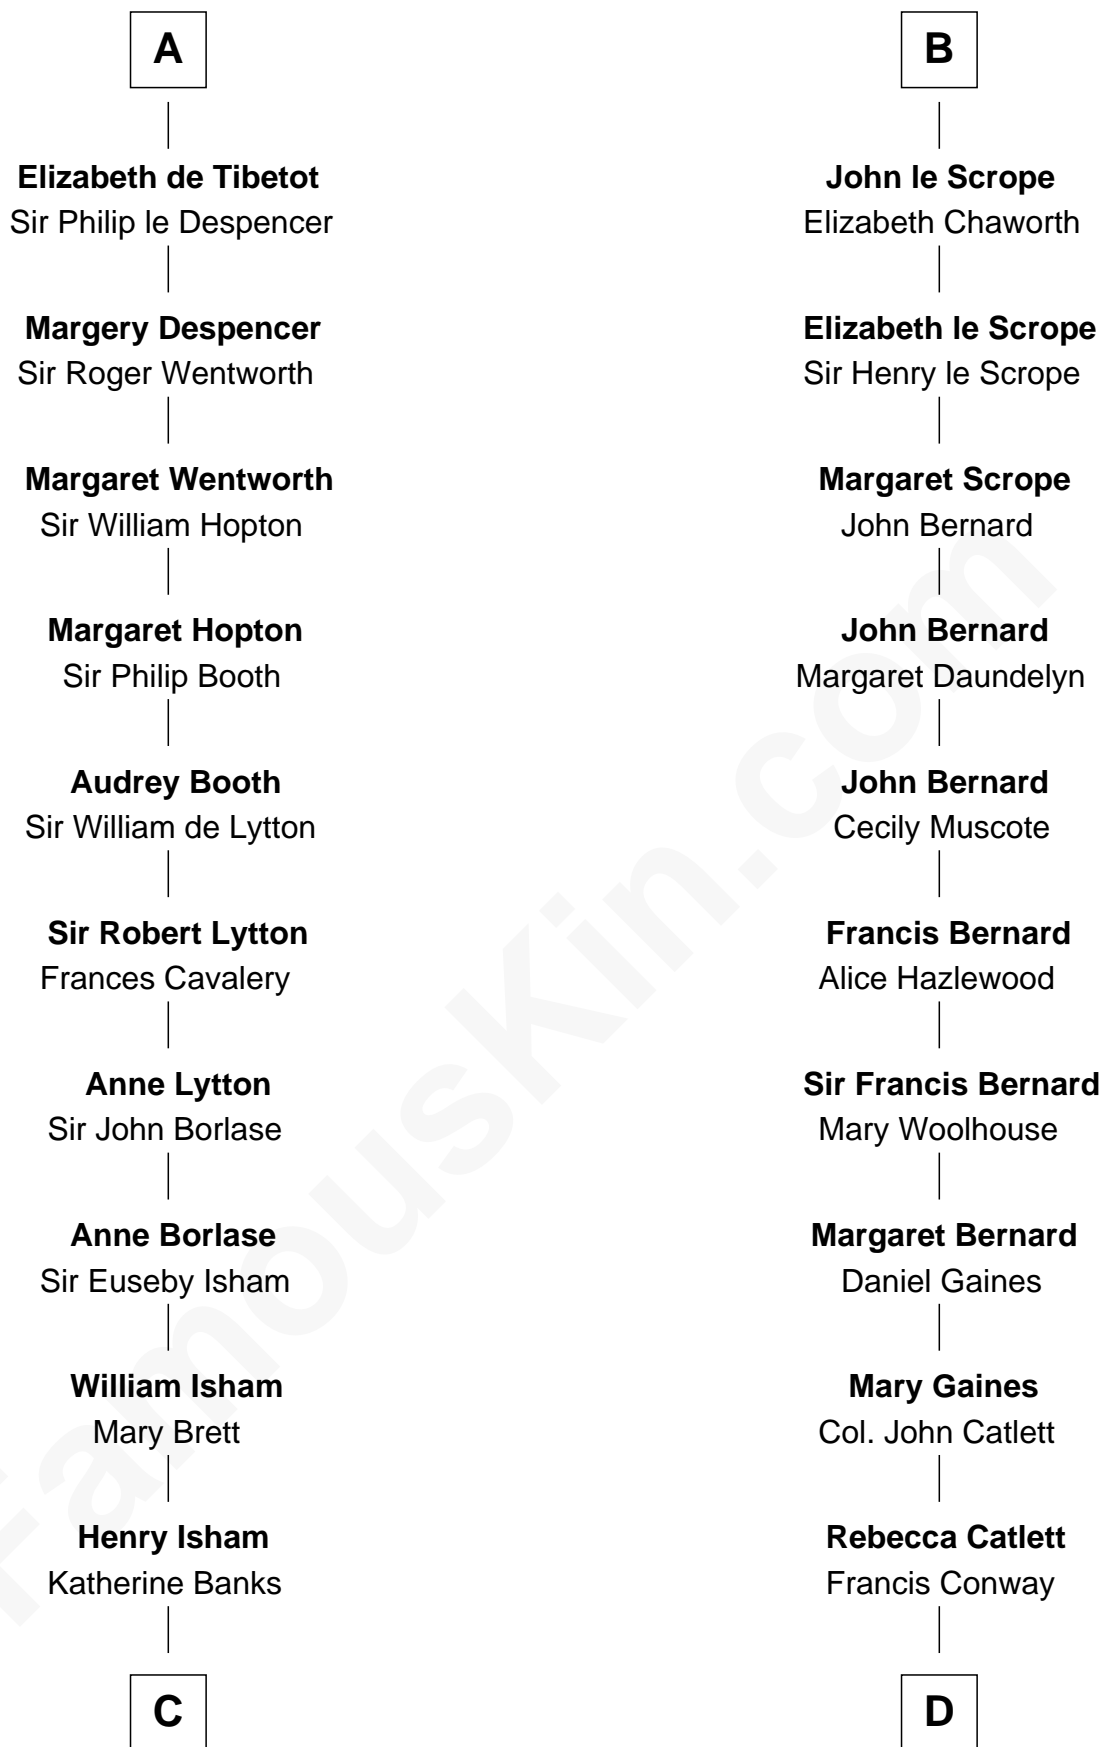 A
Elizabeth de Tibetot
Sir Philip le Despencer
Margery Despencer
Sir Roger Wentworth
Margaret Wentworth
Sir William Hopton
Margaret Hopton
Sir Philip Booth
Audrey Booth
Sir William de Lytton
Sir Robert Lytton
Frances Cavalery
Anne Lytton
Sir John Borlase
Anne Borlase
Sir Euseby Isham
William Isham
Mary Brett
Henry Isham
Katherine Banks
C
B
John le Scrope
Elizabeth Chaworth
Elizabeth le Scrope
Sir Henry le Scrope
Margaret Scrope
John Bernard
John Bernard
Margaret Daundelyn
John Bernard
Cecily Muscote
Francis Bernard
Alice Hazlewood
Sir Francis Bernard
Mary Woolhouse
Margaret Bernard
Daniel Gaines
Mary Gaines
Col. John Catlett
Rebecca Catlett
Francis Conway
D
FamousKin.com